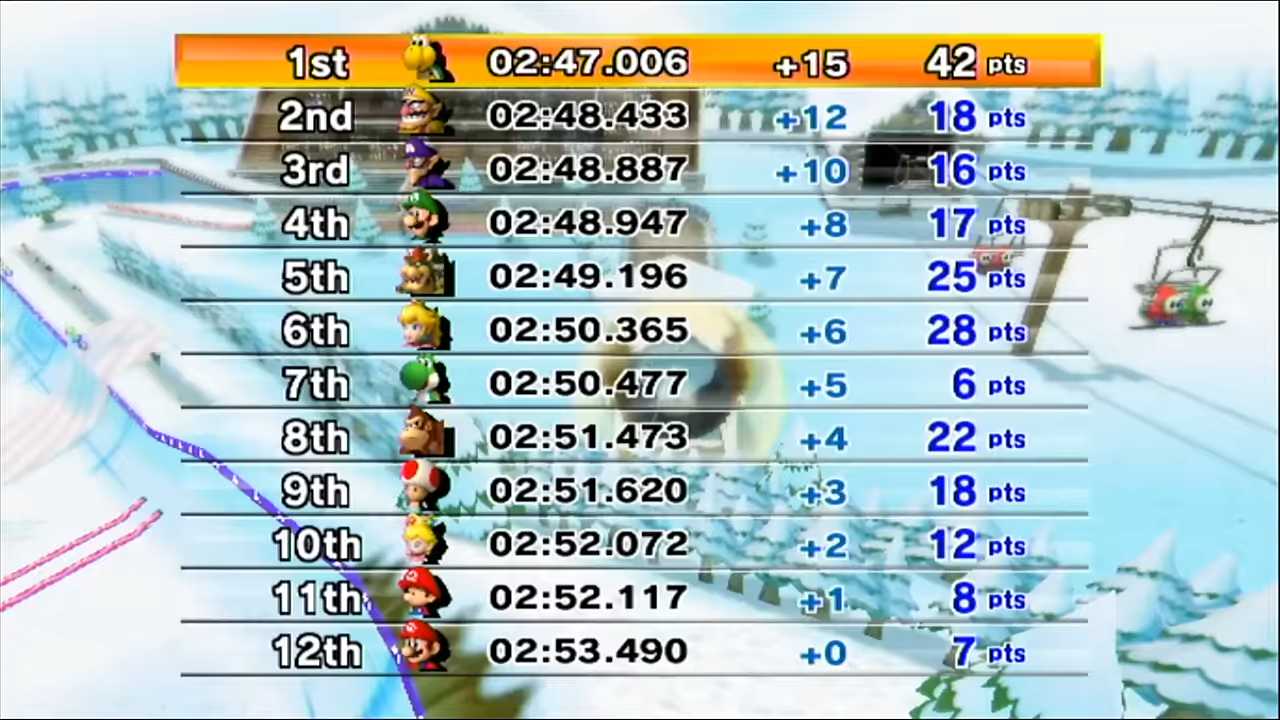 1st 02:47.006 +15 42 pts
2nd 02:48.433 +12 18 pts
3rd 02:48.887 +10 16 pts
4th 02:48.947 +8 17 pts
5th 02:49.196 +7 25 pts
6th 02:50.365 +6 28 pts
7th 02:50.477 +5 6 pts
8th 02:51.473 +4 22 pts
9th 02:51.620 +3 18 pts
10th 02:52.072 +2 12 pts
11th 02:52.117 +1 8 pts
12th 02:53.490 +0 7 pts